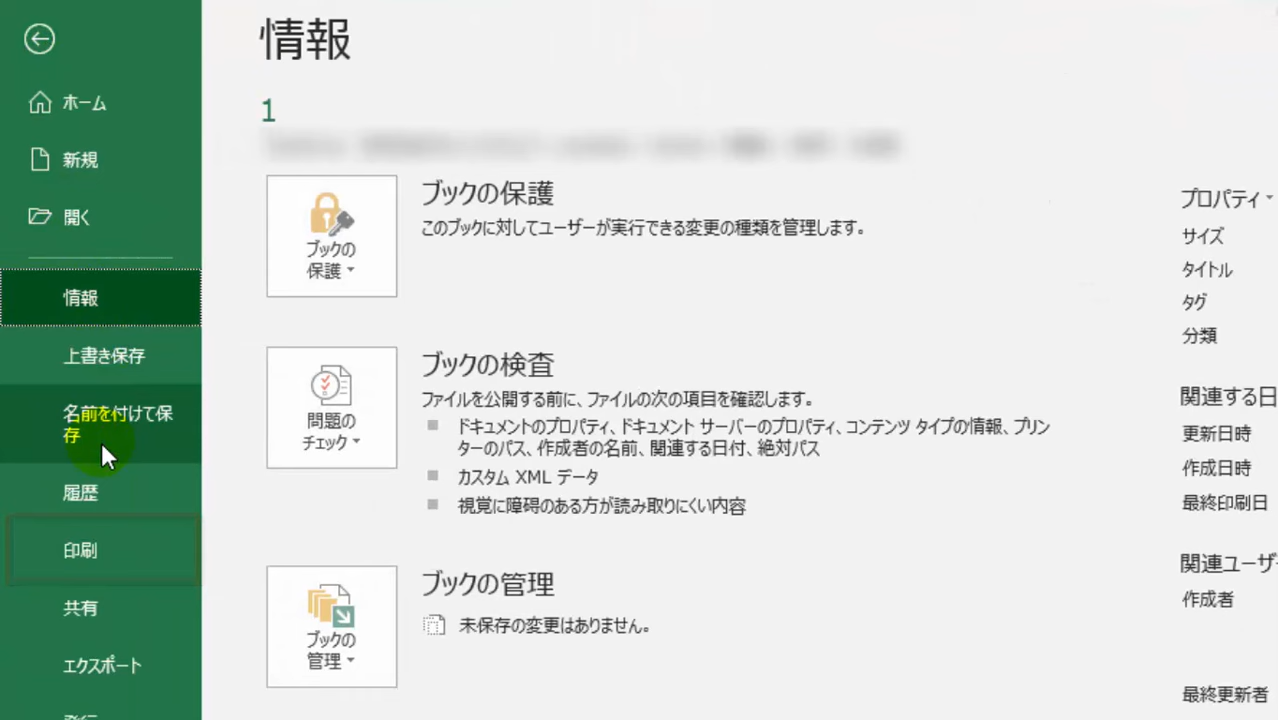 ホーム
新規
開く
情報
上書き保存
名前を付けて保
存
履歴
印刷
共有
エクスポート
発行
情報
1
ブックの
保護
ブックの保護
このブックに対してユーザーが実行できる変更の種類を管理します。
問題の
チェック
ブックの検査
ファイルを公開する前に、ファイルの次の項目を確認します。
ドキュメントのプロパティ、ドキュメント サーバーのプロパティ、コンテンツ タイプの情報、プリン
ターのパス、作成者の名前、関連する日付、絶対パス
カスタム XML データ
視覚に障碍のある方が読み取りにくい内容
ブックの
管理
ブックの管理
未保存の変更はありません。
プロパティ
サイズ
タイトル
タグ
分類
関連する日
更新日時
作成日時
最終印刷日
関連ユーザ
作成者
最終更新者